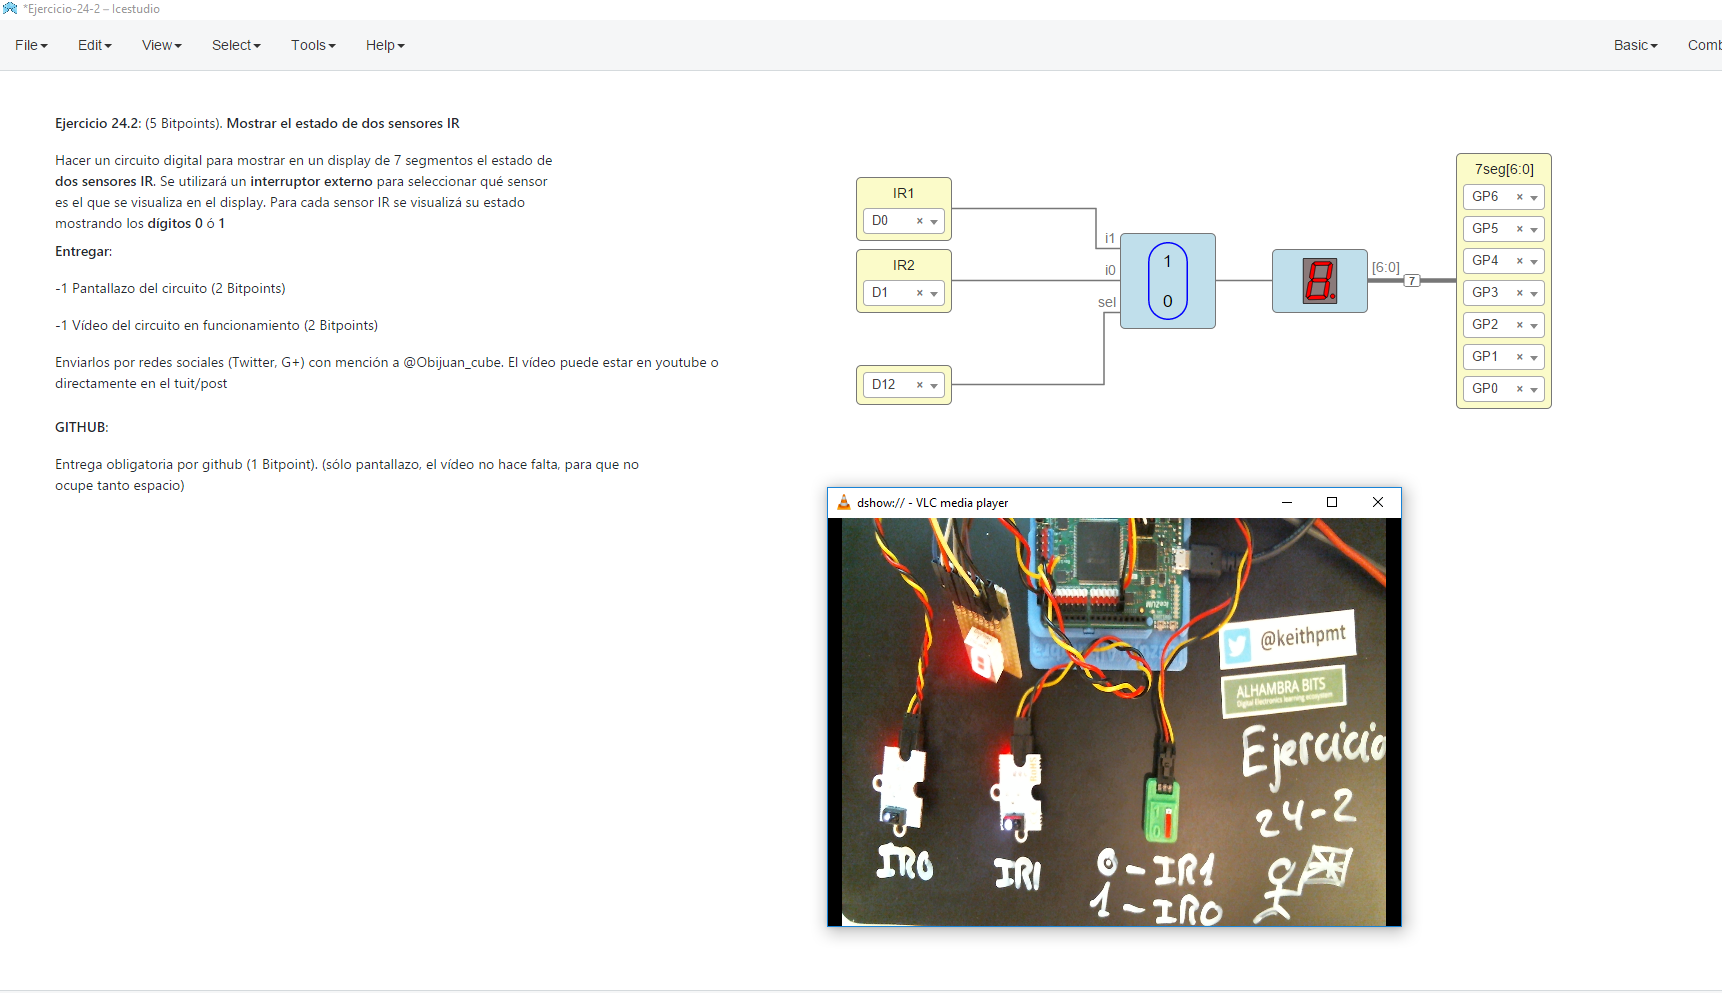 *Ejercicio-24-2 – Icestudio
File Edit View Select Tools Help Basic Comb
Ejercicio 24.2: (5 Bitpoints). Mostrar el estado de dos sensores IR
Hacer un circuito digital para mostrar en un display de 7 segmentos el estado de
dos sensores IR. Se utilizará un interruptor externo para seleccionar qué sensor
es el que se visualiza en el display. Para cada sensor IR se visualizá su estado
mostrando los dígitos 0 ó 1
Entregar:
-1 Pantallazo del circuito (2 Bitpoints)
-1 Vídeo del circuito en funcionamiento (2 Bitpoints)
Enviarlos por redes sociales (Twitter, G+) con mención a @Obijuan_cube. El vídeo puede estar en youtube o
directamente en el tuit/post
GITHUB:
Entrega obligatoria por github (1 Bitpoint). (sólo pantallazo, el vídeo no hace falta, para que no
ocupe tanto espacio)
IR1
D0
IR2
D1
D12
i1
i0
sel
1
0
[6:0]
7
7seg[6:0]
GP6
GP5
GP4
GP3
GP2
GP1
GP0
dshow:// - VLC media player
@keithpmt
ALHAMBRA BITS
Digital Electronics learning ecosystem
Ejercicio
24-2
IR0
IR1
0 - IR1
1 - IR0